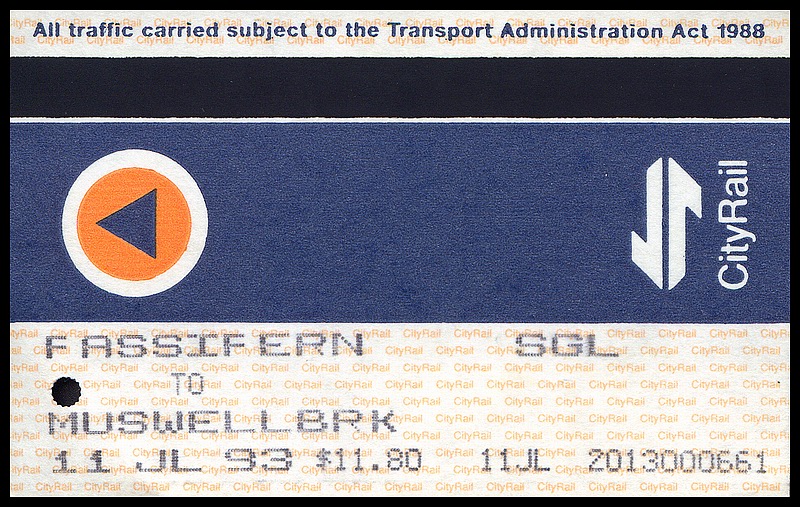 All traffic carried subject to the Transport Administration Act 1988
CityRail
FASSIFERN SGL
TO
MUSWELLBRK
11 JL 93 $11.80 11JL Z013000661